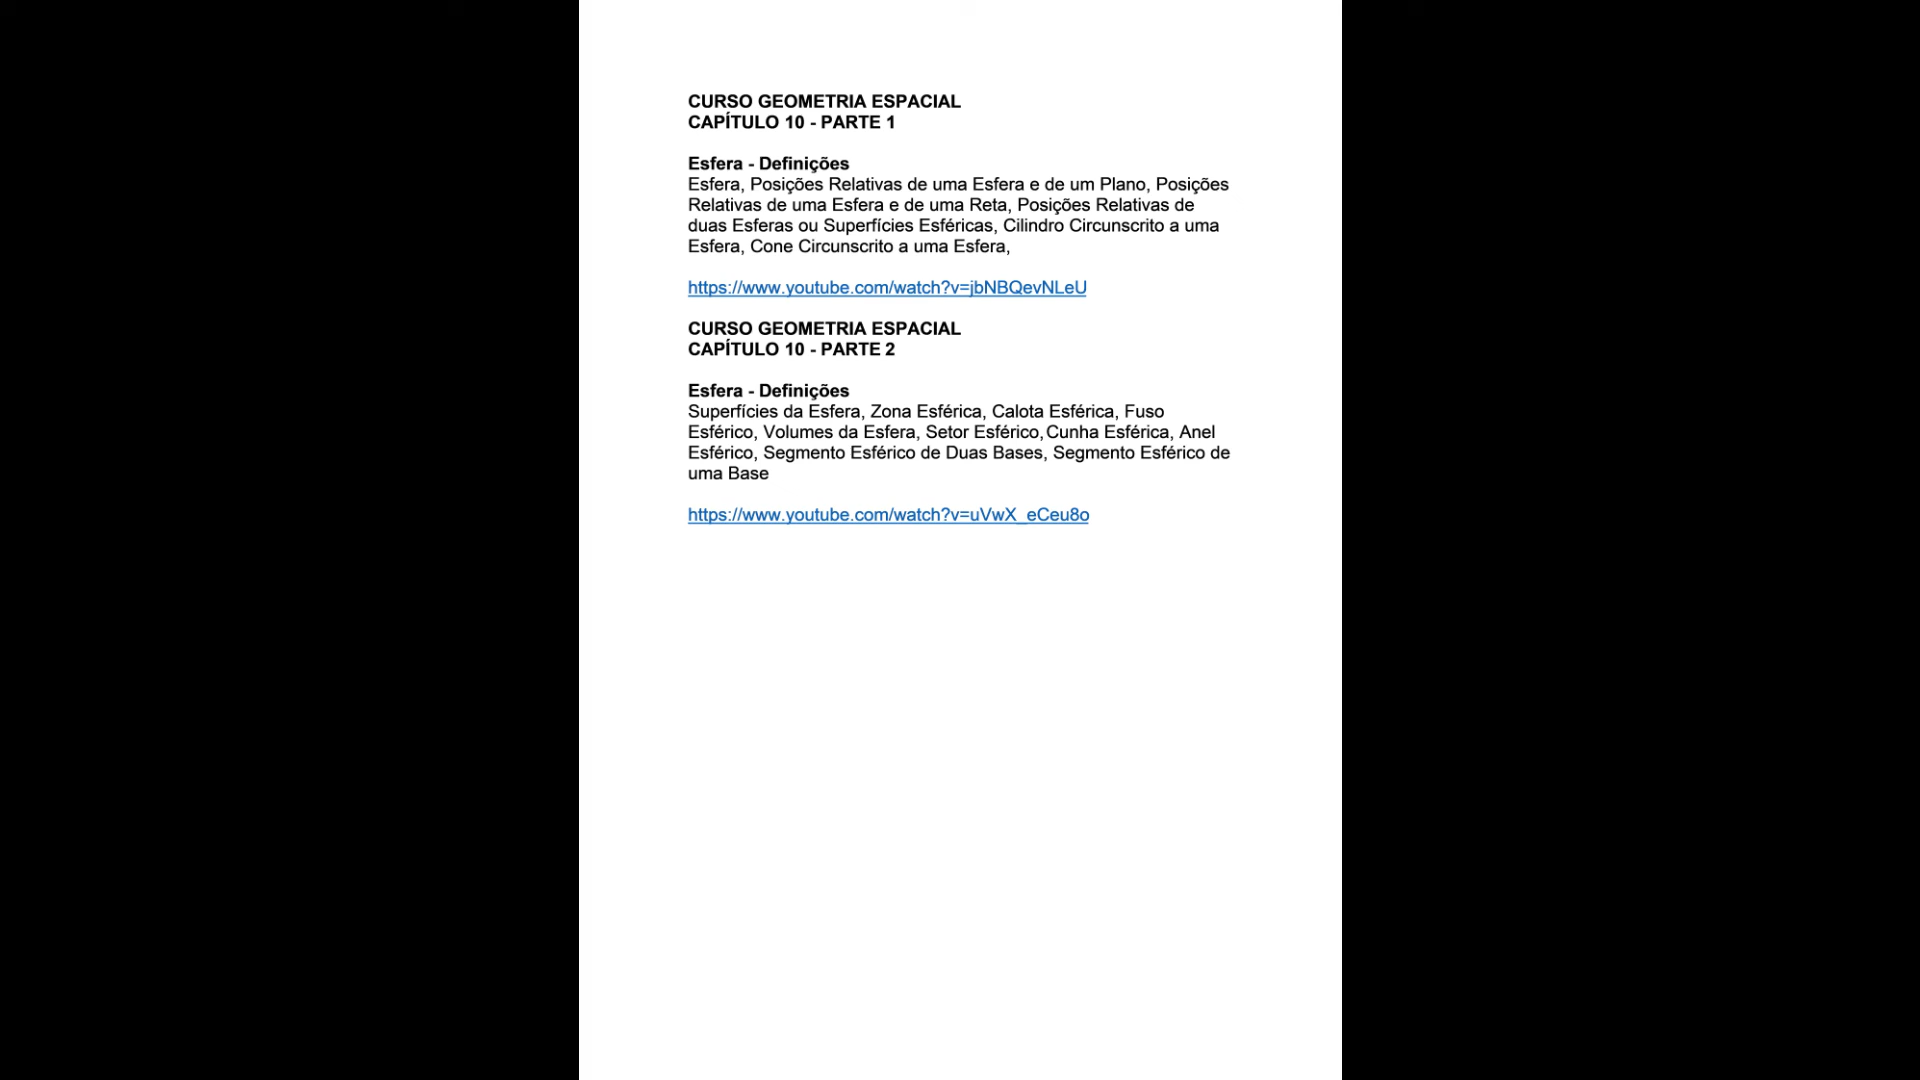 CURSO GEOMETRIA ESPACIAL
CAPÍTULO 10 - PARTE 1
Esfera - Definições
Esfera, Posições Relativas de uma Esfera e de um Plano, Posições
Relativas de uma Esfera e de uma Reta, Posições Relativas de
duas Esferas ou Superfícies Esféricas, Cilindro Circunscrito a uma
Esfera, Cone Circunscrito a uma Esfera,
https://www.youtube.com/watch?v=jbNBQevNLeU
CURSO GEOMETRIA ESPACIAL
CAPÍTULO 10 - PARTE 2
Esfera - Definições
Superfícies da Esfera, Zona Esférica, Calota Esférica, Fuso
Esférico, Volumes da Esfera, Setor Esférico, Cunha Esférica, Anel
Esférico, Segmento Esférico de Duas Bases, Segmento Esférico de
uma Base
https://www.youtube.com/watch?v=uVwX_eCeu8o